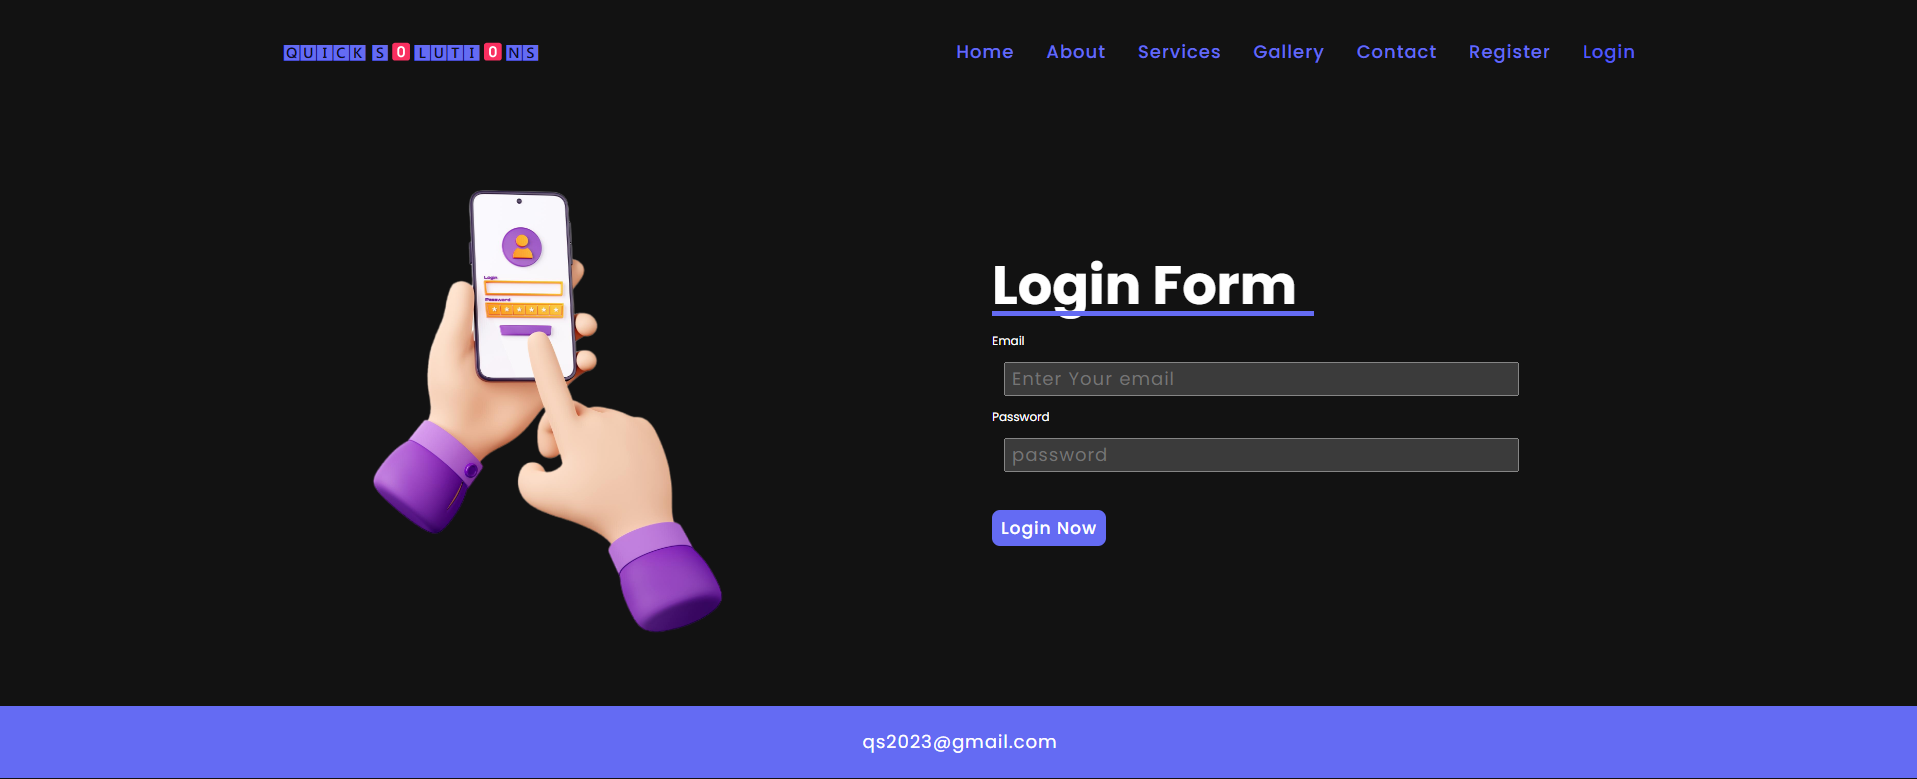 QUICK S0LUTI0NS
Home About Services Gallery Contact Register Login
Login
Password
Login Form
Email
Enter Your email
Password
password
Login Now
qs2023@gmail.com